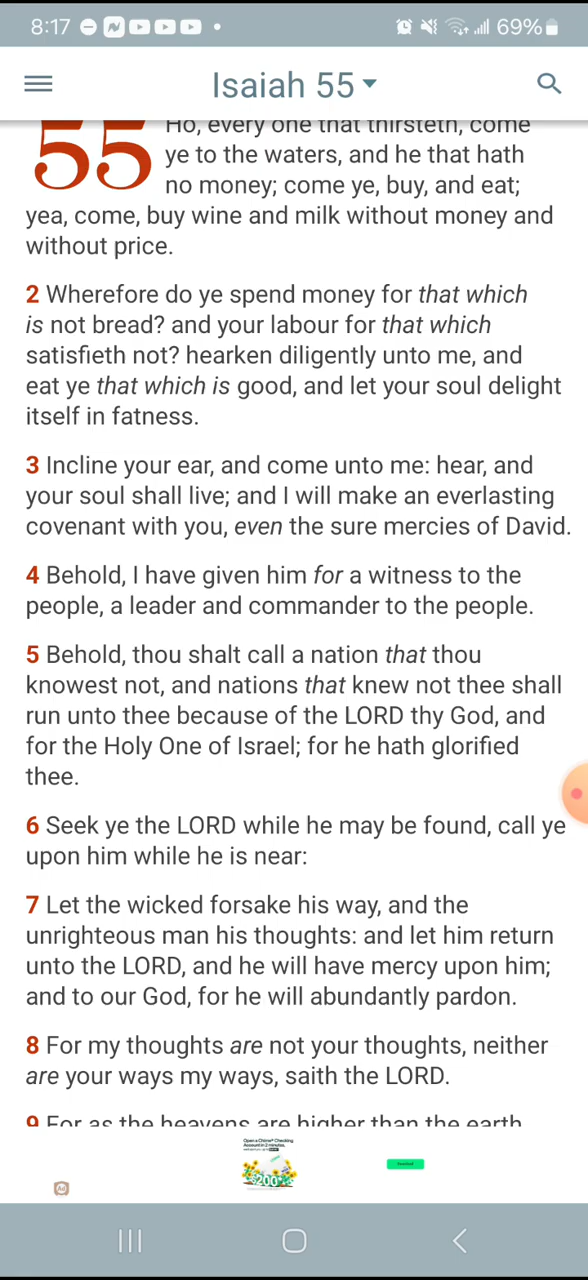 8:17
69%
Isaiah 55
55 Ho, every one that thirsteth, come
ye to the waters, and he that hath
no money; come ye, buy, and eat;
yea, come, buy wine and milk without money and
without price.
2 Wherefore do ye spend money for that which
is not bread? and your labour for that which
satisfieth not? hearken diligently unto me, and
eat ye that which is good, and let your soul delight
itself in fatness.
3 Incline your ear, and come unto me: hear, and
your soul shall live; and I will make an everlasting
covenant with you, even the sure mercies of David.
4 Behold, I have given him for a witness to the
people, a leader and commander to the people.
5 Behold, thou shalt call a nation that thou
knowest not, and nations that knew not thee shall
run unto thee because of the LORD thy God, and
for the Holy One of Israel; for he hath glorified
thee.
6 Seek ye the LORD while he may be found, call ye
upon him while he is near:
7 Let the wicked forsake his way, and the
unrighteous man his thoughts: and let him return
unto the LORD, and he will have mercy upon him;
and to our God, for he will abundantly pardon.
8 For my thoughts are not your thoughts, neither
are your ways my ways, saith the LORD.
9 For as the heavens are higher than the earth
Open a Chime® Checking
Account in 2 minutes,
$200
Ad